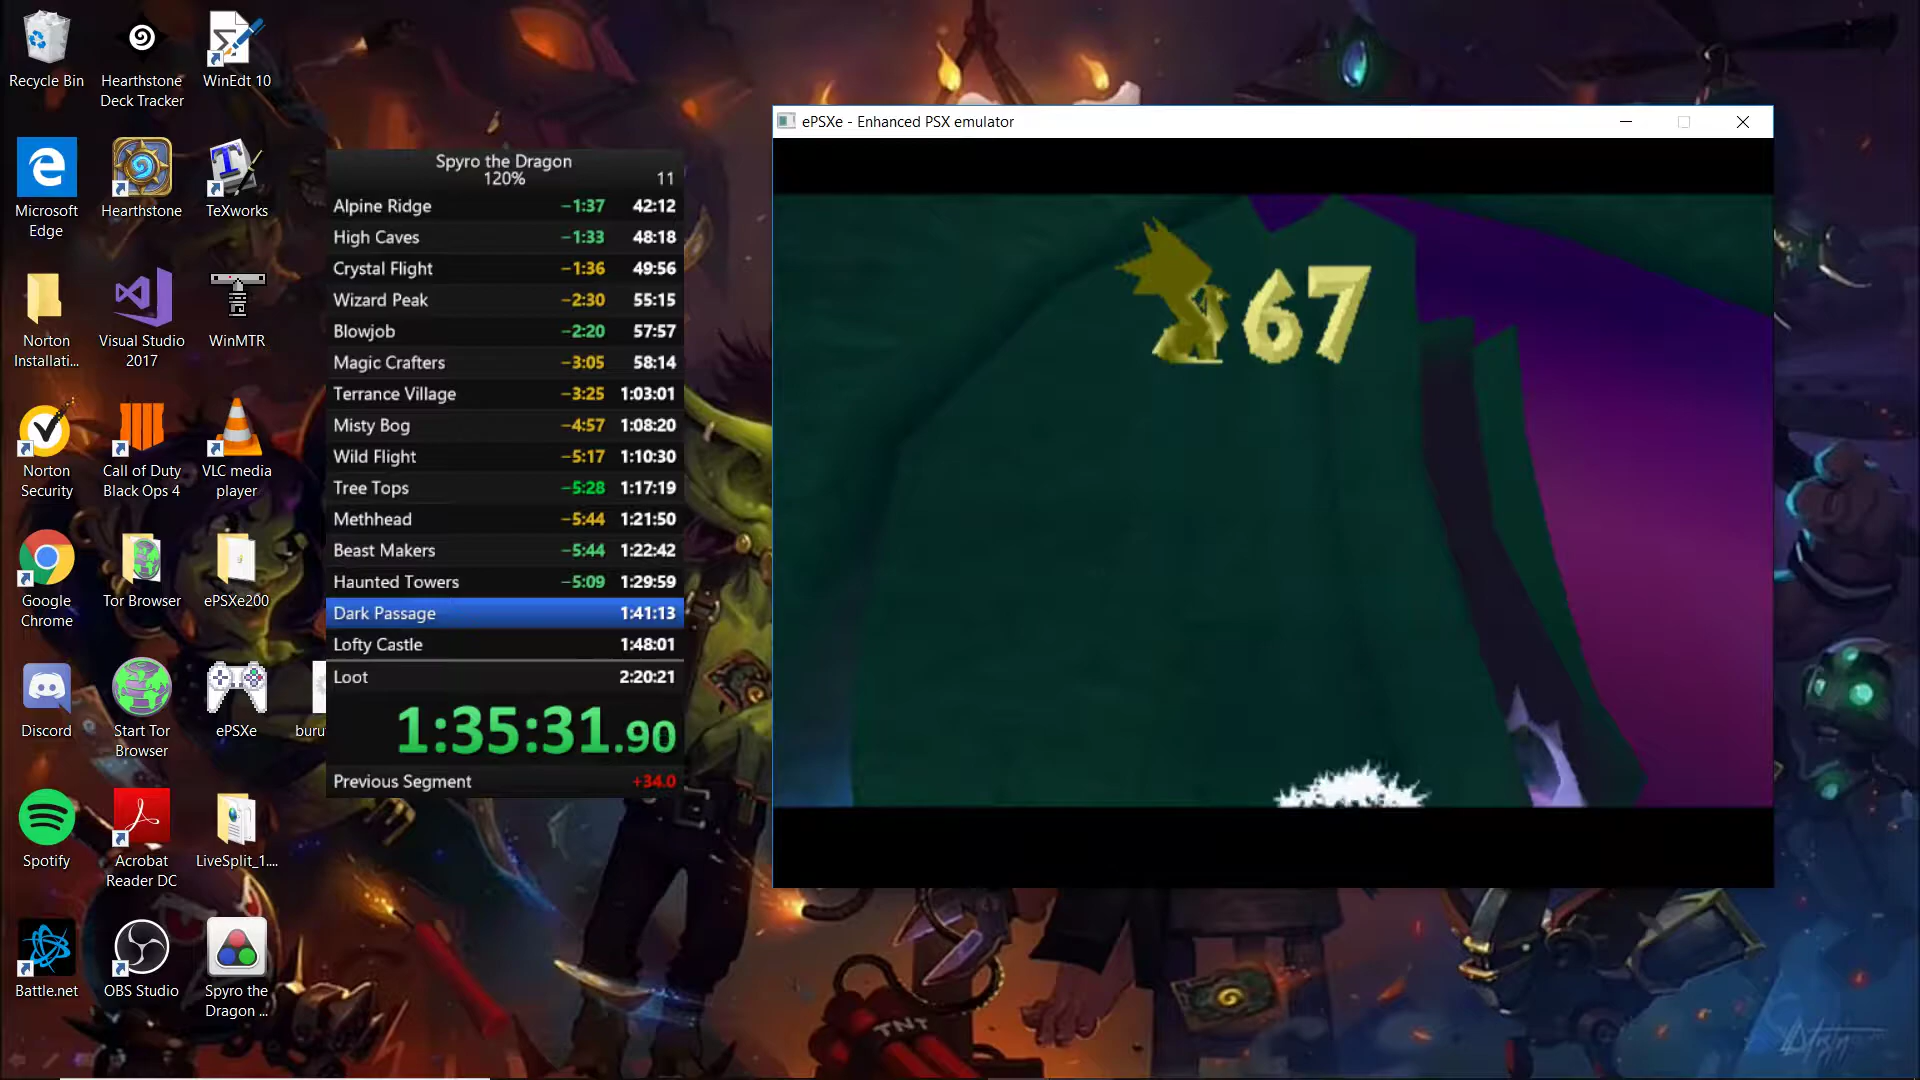 Recycle Bin
Hearthstone
Deck Tracker
WinEdt 10
Microsoft
Edge
Hearthstone
TeXworks
Norton
Installati...
Visual Studio
2017
WinMTR
Norton
Security
Call of Duty
Black Ops 4
VLC media
player
Google
Chrome
Tor Browser
ePSXe200
Discord
Start Tor
Browser
ePSXe
buru
Spotify
Acrobat
Reader DC
LiveSplit_1....
Battle.net
OBS Studio
Spyro the
Dragon ...
Spyro the Dragon
120% 11
Alpine Ridge −1:37 42:12
High Caves −1:33 48:18
Crystal Flight −1:36 49:56
Wizard Peak −2:30 55:15
Blowjob −2:20 57:57
Magic Crafters −3:05 58:14
Terrance Village −3:25 1:03:01
Misty Bog −4:57 1:08:20
Wild Flight −5:17 1:10:30
Tree Tops −5:28 1:17:19
Methhead −5:44 1:21:50
Beast Makers −5:44 1:22:42
Haunted Towers −5:09 1:29:59
Dark Passage 1:41:13
Lofty Castle 1:48:01
Loot 2:20:21
1:35:31.90
Previous Segment +34.0
ePSXe - Enhanced PSX emulator
67
TNT